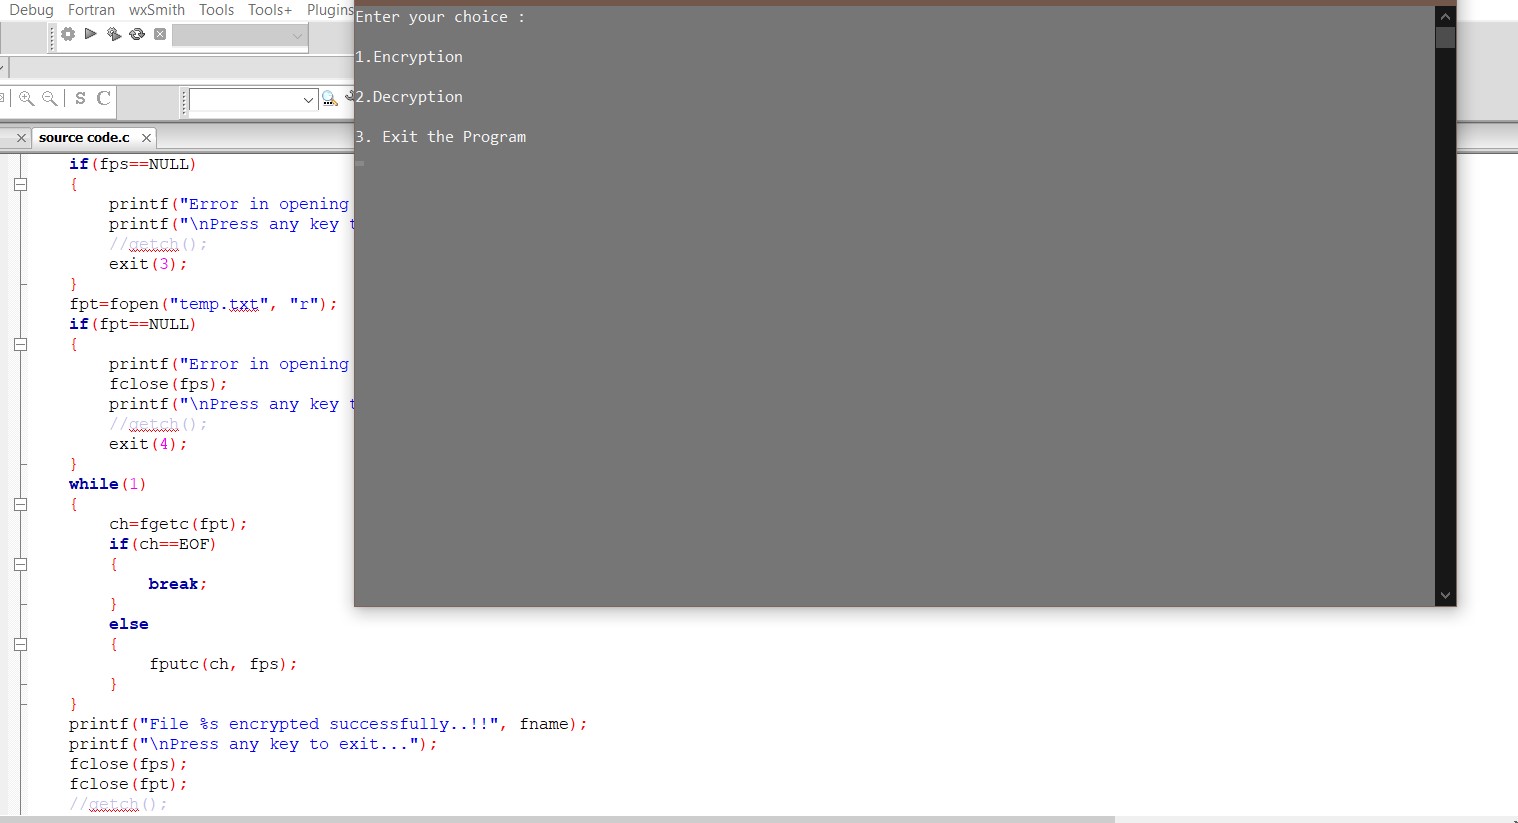 Debug Fortran wxSmith Tools Tools+ Plugins
S C
source code.c
if(fps==NULL)
{
printf("Error in opening
printf("\nPress any key t
//getch();
exit(3);
}
fpt=fopen("temp.txt", "r");
if(fpt==NULL)
{
printf("Error in opening
fclose(fps);
printf("\nPress any key t
//getch();
exit(4);
}
while(1)
{
ch=fgetc(fpt);
if(ch==EOF)
{
break;
}
else
{
fputc(ch, fps);
}
}
printf("File %s encrypted successfully..!!", fname);
printf("\nPress any key to exit...");
fclose(fps);
fclose(fpt);
//getch();
Enter your choice :
1.Encryption
2.Decryption
3. Exit the Program